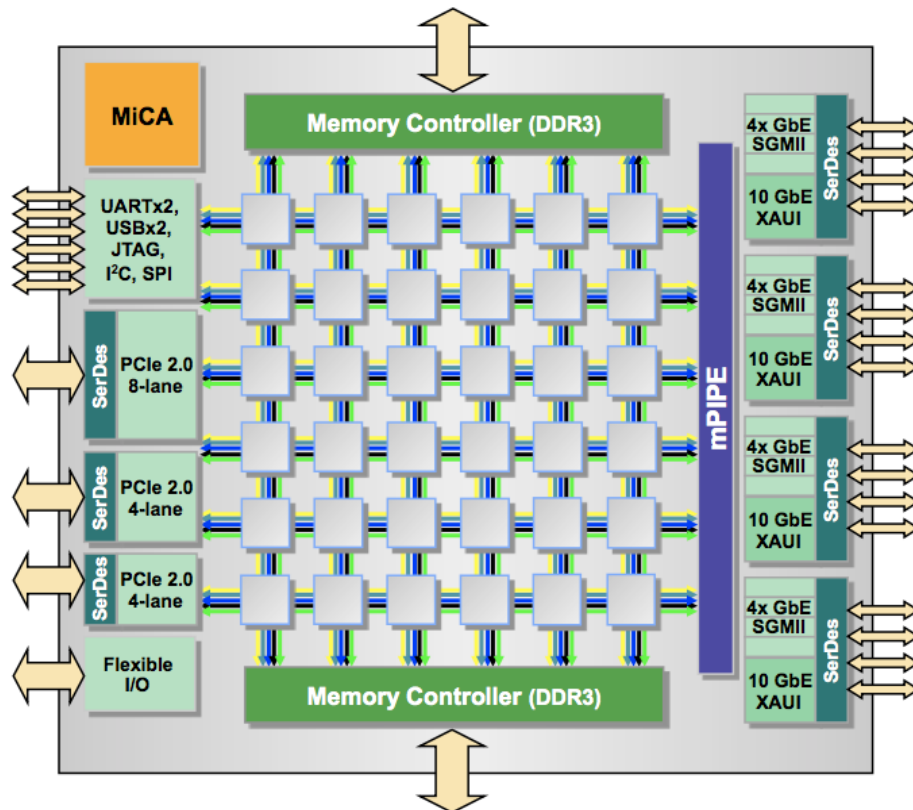 MiCA
Memory Controller (DDR3)
UARTx2,
USBx2,
JTAG,
I²C, SPI
SerDes
PCIe 2.0
8-lane
SerDes
PCIe 2.0
4-lane
SerDes
PCIe 2.0
4-lane
Flexible
I/O
Memory Controller (DDR3)
mPIPE
4x GbE
SGMII
10 GbE
XAUI
SerDes
4x GbE
SGMII
10 GbE
XAUI
SerDes
4x GbE
SGMII
10 GbE
XAUI
SerDes
4x GbE
SGMII
10 GbE
XAUI
SerDes